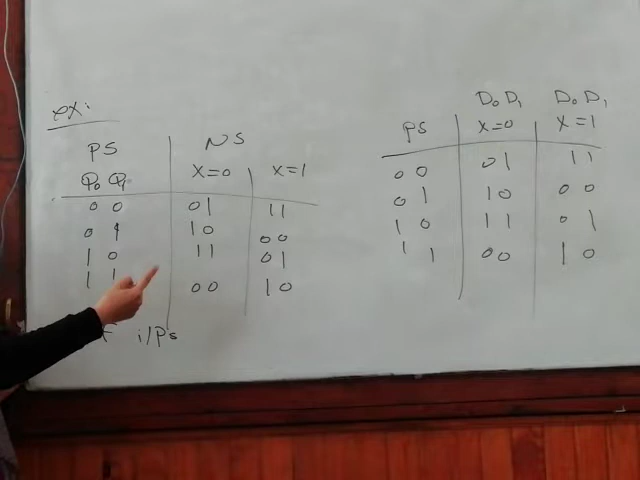 ex:
PS NS
Q₀ Q₁ X=0 X=1
0 0 01 11
0 1 10 00
1 0 11 01
1 1 00 10
i/Ps
D₀ D₁ D₀ D₁
PS X=0 X=1
0 0 01 11
0 1 10 00
1 0 11 01
1 1 00 10